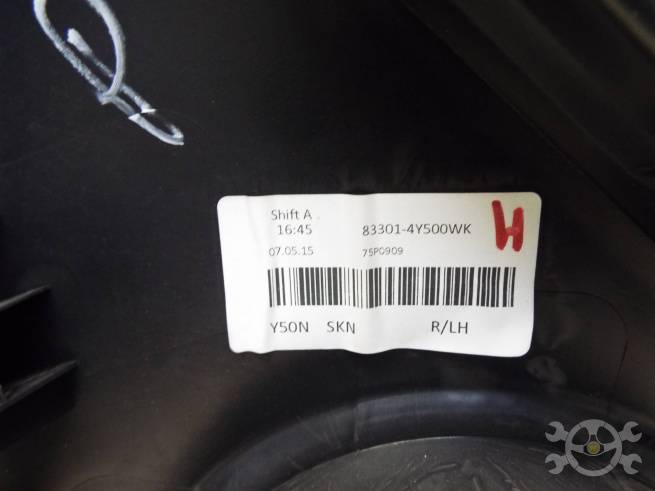 Shift A
16:45 83301-4Y500WK H
07.05.15 75P0909
Y50N SKN R/LH